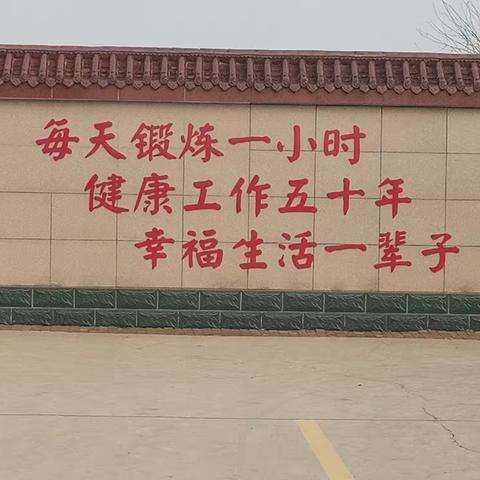 每天锻炼一小时
健康工作五十年
幸福生活一辈子